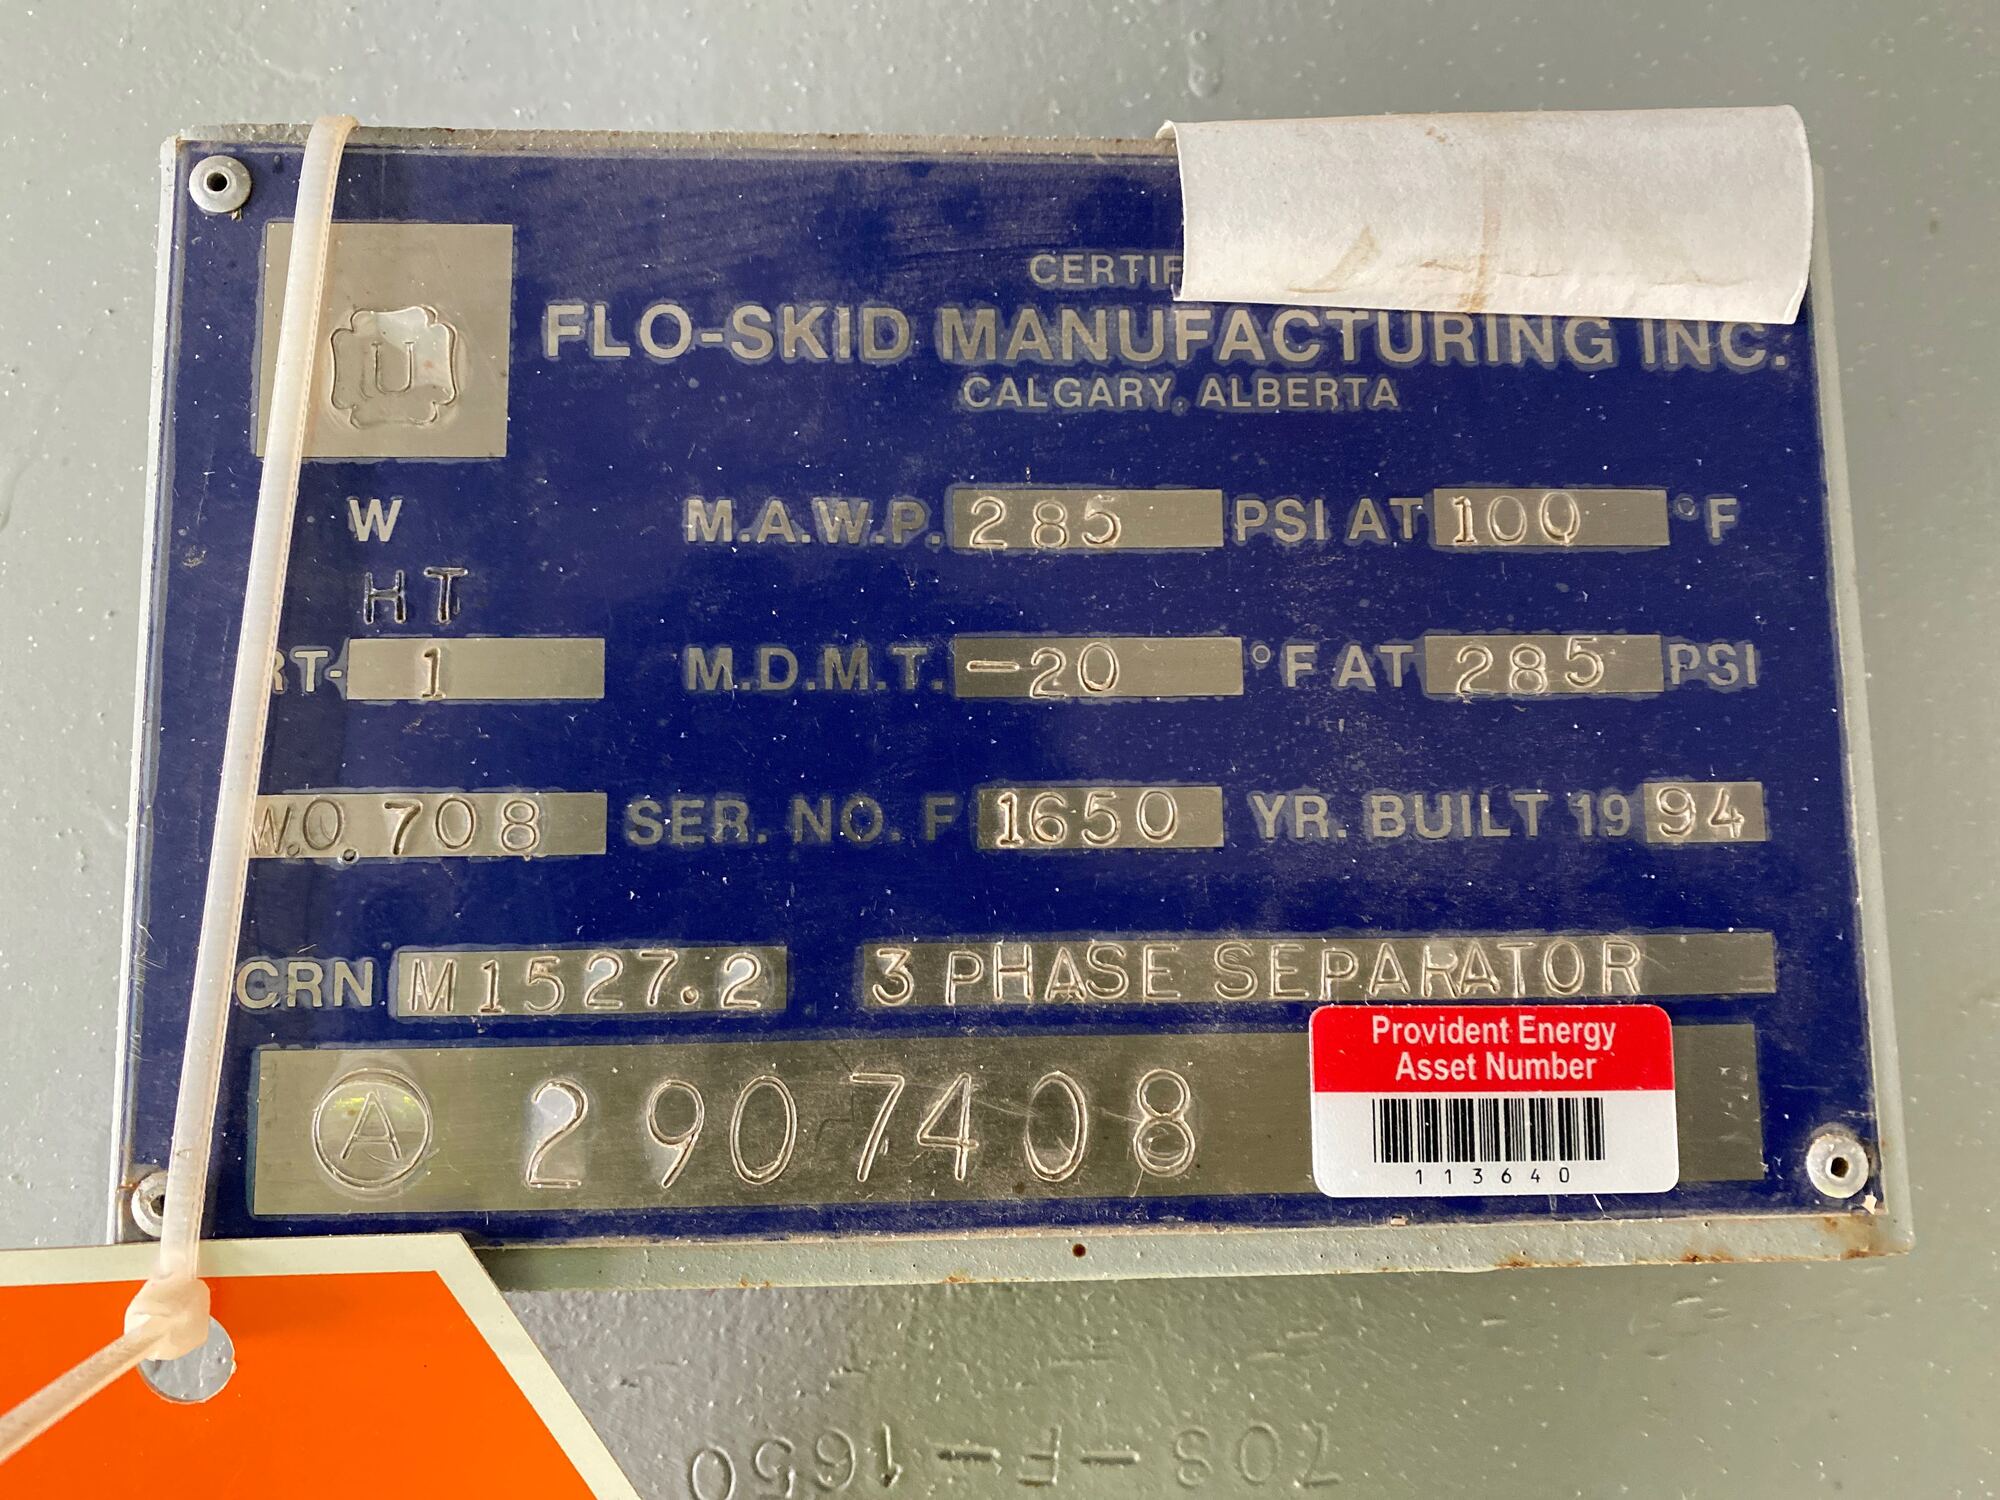 CERTIF
FLO-SKID MANUFACTURING INC.
CALGARY, ALBERTA
U
W M.A.W.P. 285 PSI AT 100 °F
HT
RT- 1 M.D.M.T. -20 °F AT 285 PSI
W.O. 708 SER. NO. F 1650 YR. BUILT 19 94
CRN M1527.2 3 PHASE SEPARATOR
A 2907408
Provident Energy
Asset Number
113640
708-F-1650